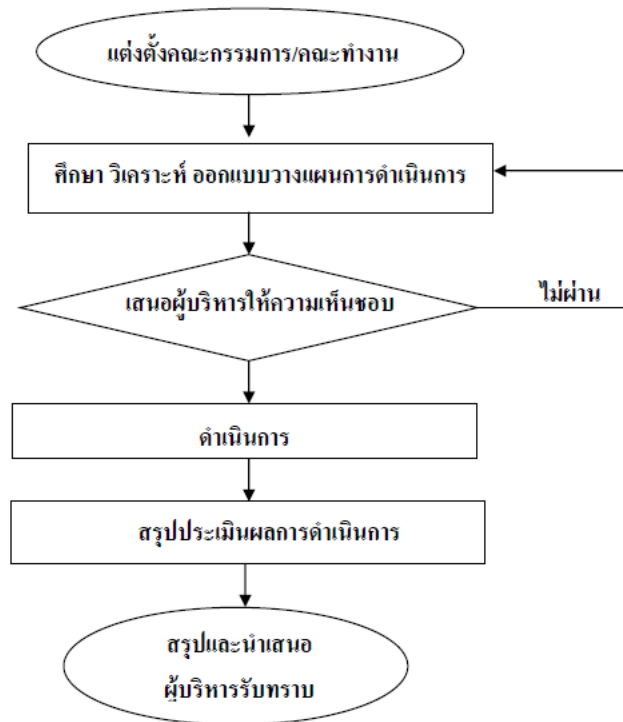 แต่งตั้งคณะกรรมการ/คณะทำงาน
ศึกษา วิเคราะห์ ออกแบบวางแผนการดำเนินการ
เสนอผู้บริหารให้ความเห็นชอบ
ไม่ผ่าน
ดำเนินการ
สรุปประเมินผลการดำเนินการ
สรุปและนำเสนอ
ผู้บริหารรับทราบ